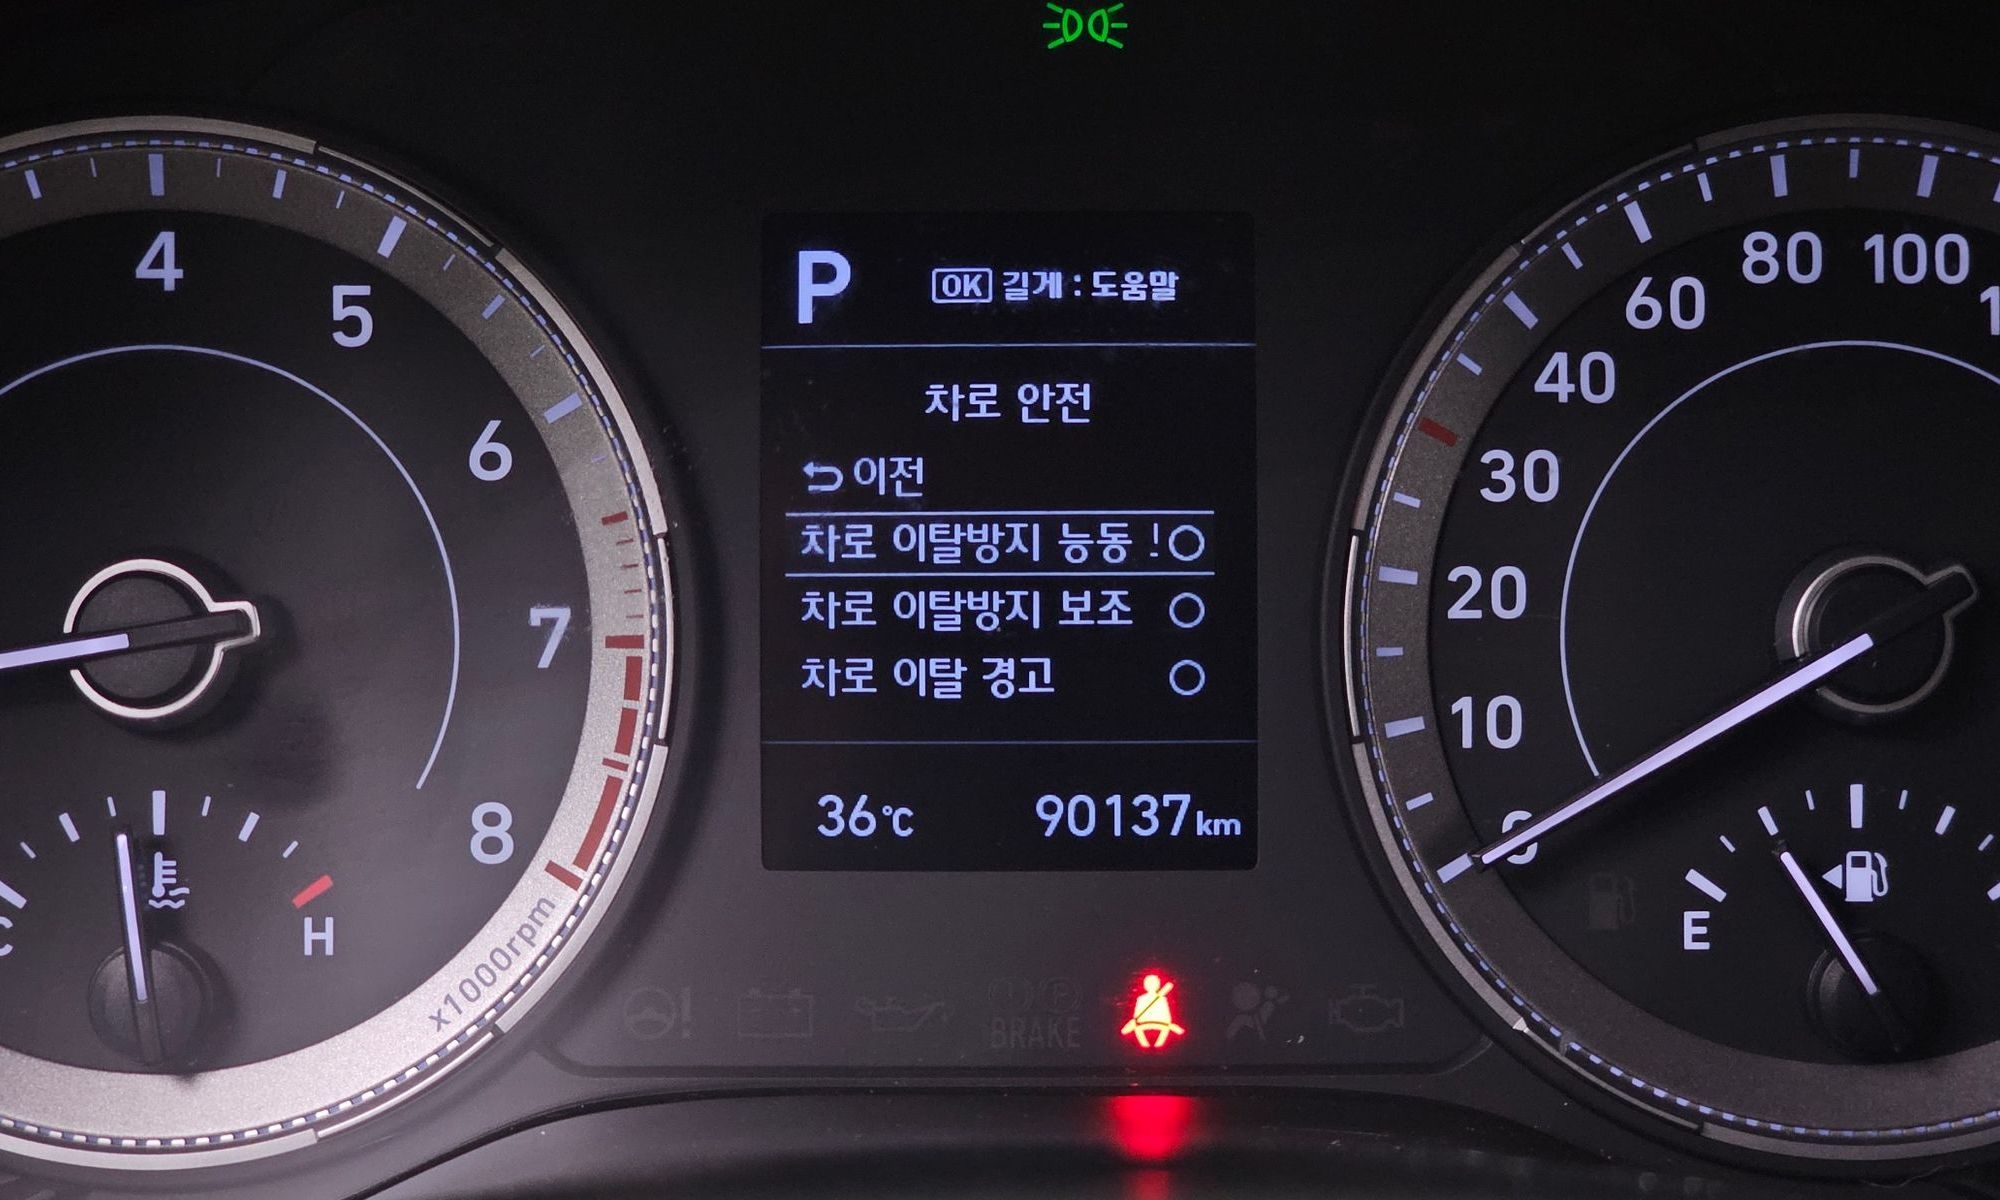 P
OK 길게 : 도움말
차로 안전
이전
차로 이탈방지 능동 !
차로 이탈방지 보조
차로 이탈 경고
36°C 90137km
4
5
6
7
8
x1000rpm
H
C
100
80
60
40
30
20
10
0
E
BRAKE